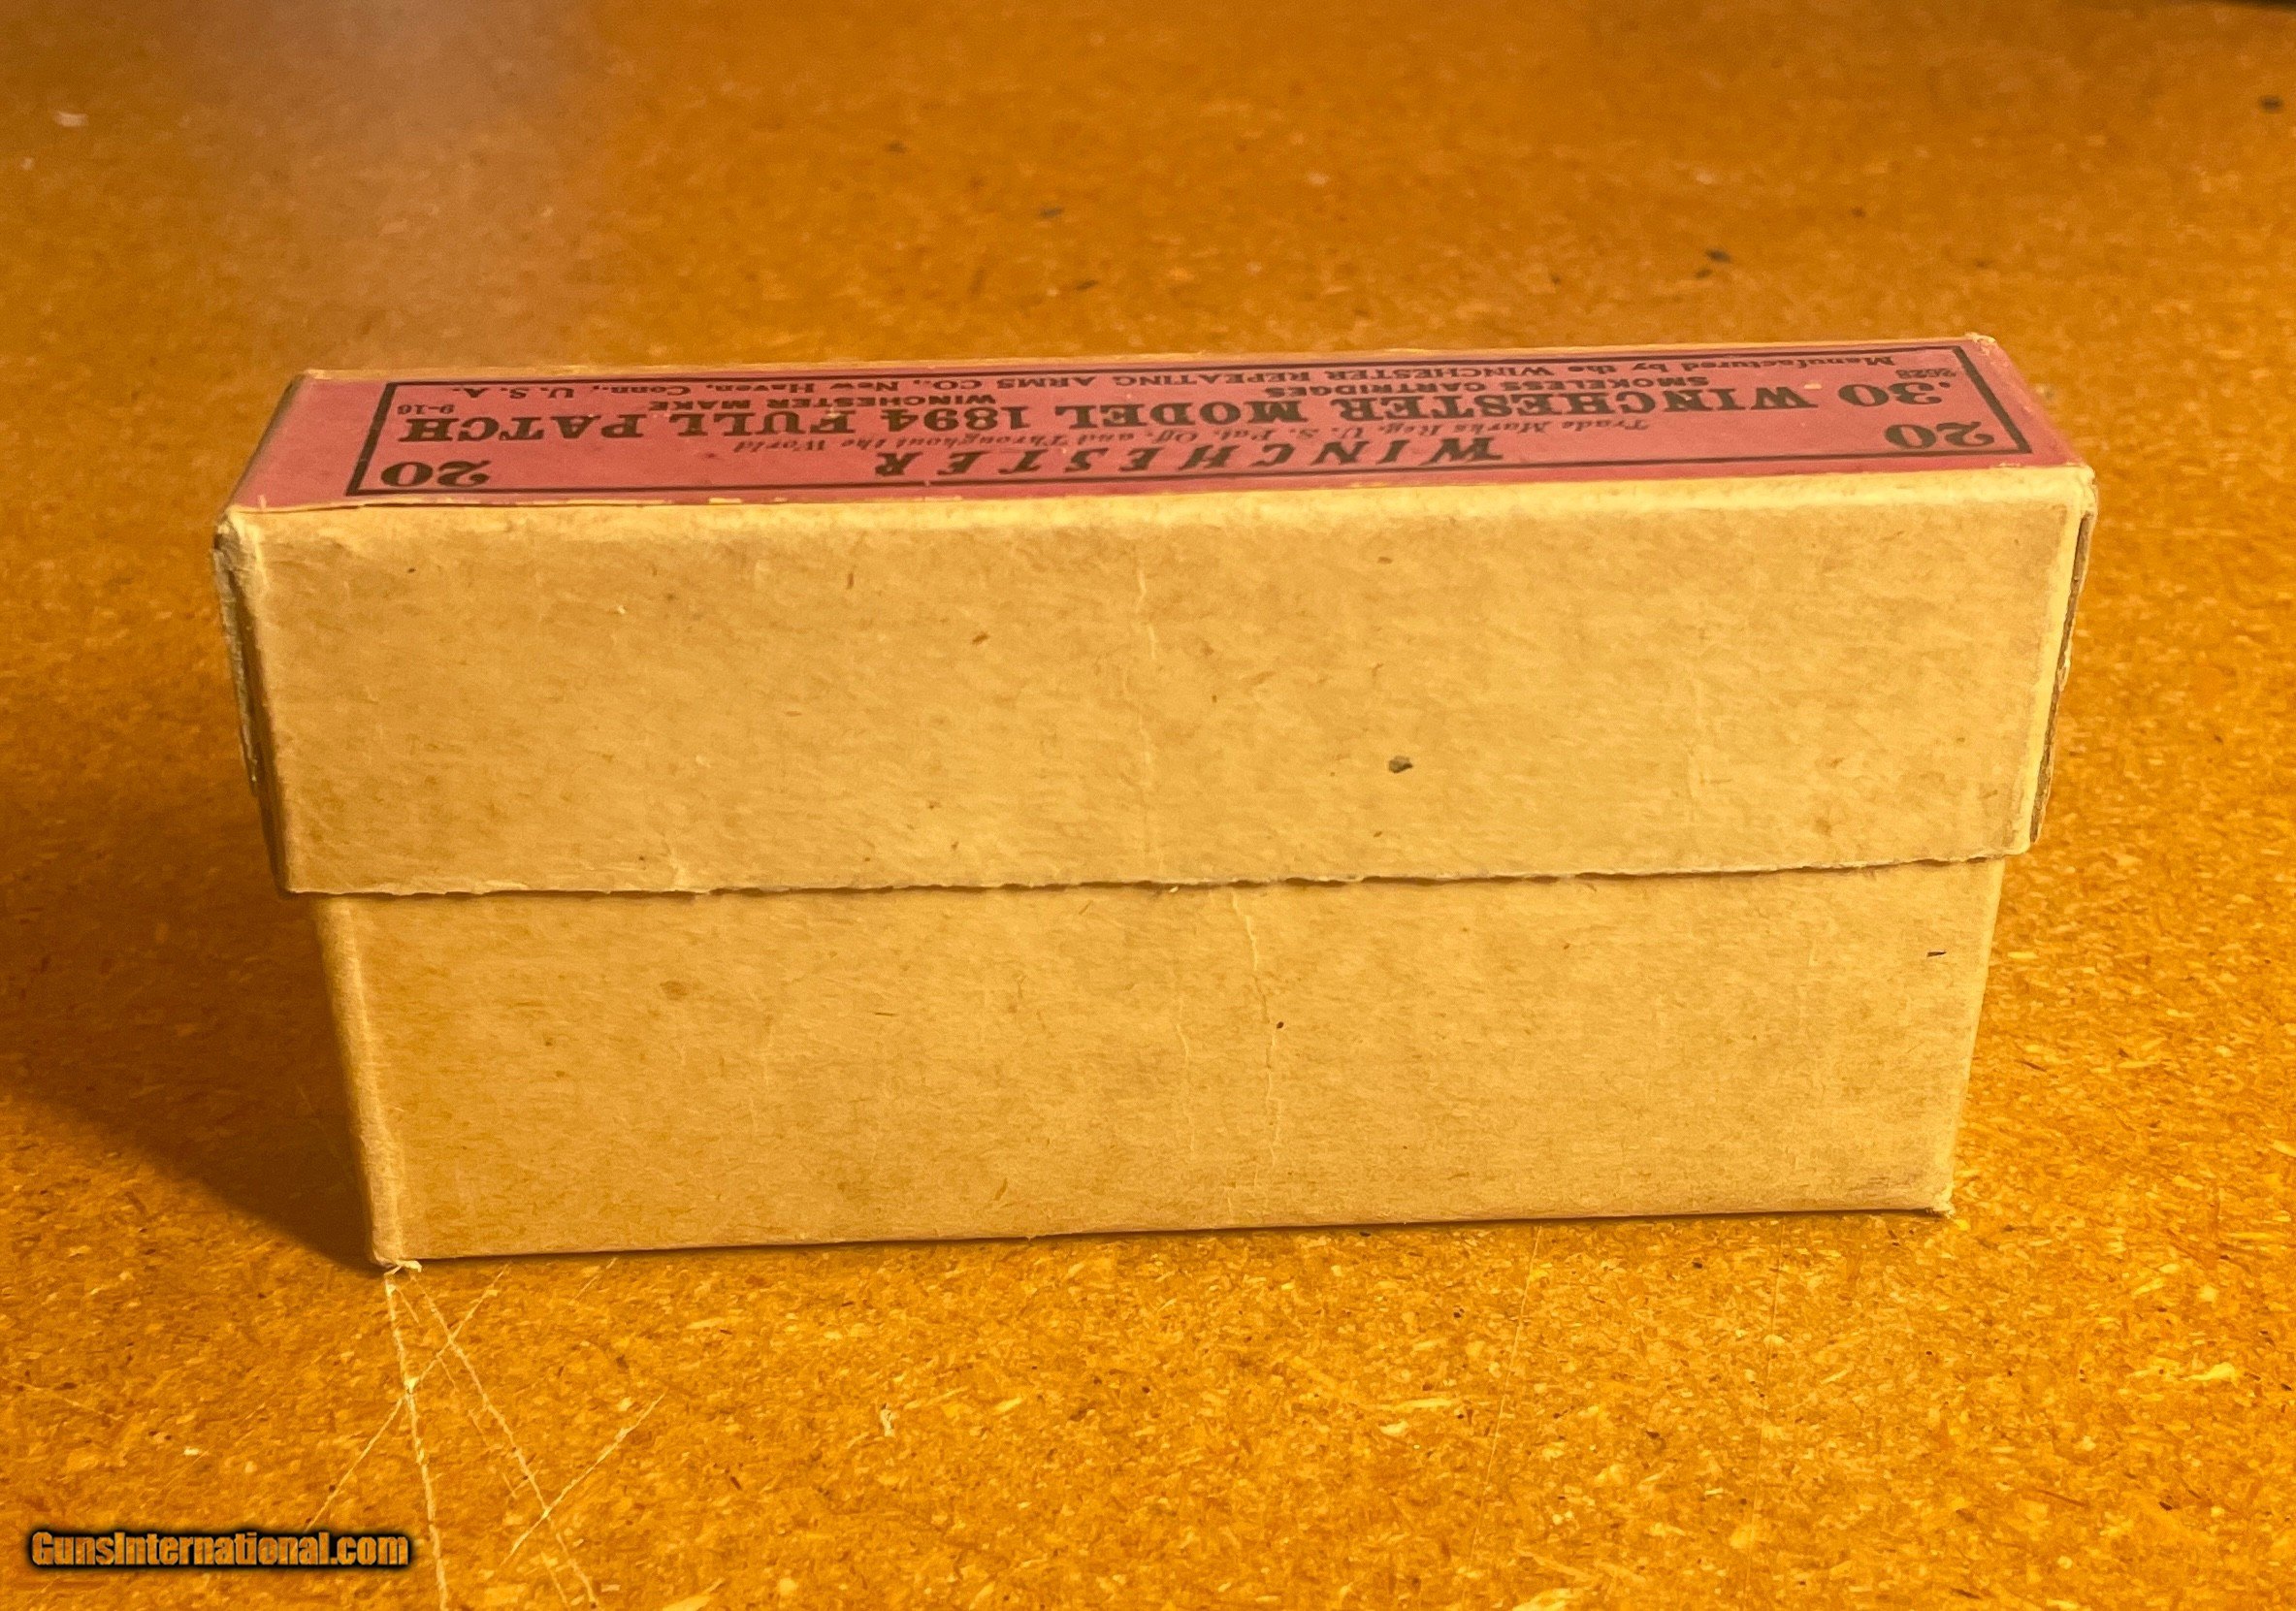 20 WINCHESTER 20
Trade Marks Reg. U. S. Pat. Off. and Throughout the World
.30 WINCHESTER MODEL 1894 FULL PATCH
SMOKELESS CARTRIDGES WINCHESTER MAKE
2628 9-16
Manufactured by the WINCHESTER REPEATING ARMS CO., New Haven, Conn., U. S. A.
GunsInternational.com